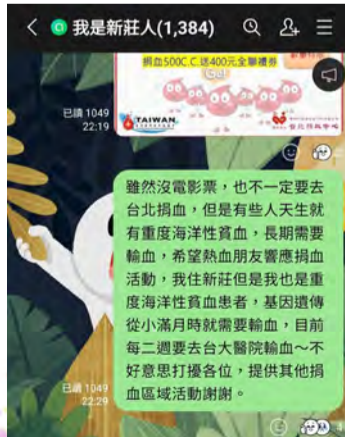 我是新莊人(1,384)
捐血500C.C.送400元全聯禮券
已讀 1049
22:19
TAIWAN
雖然沒電影票，也不一定要去
台北捐血，但是有些人天生就
有重度海洋性貧血，長期需要
輸血，希望熱血朋友響應捐血
活動，我住新莊但是我也是重
度海洋性貧血患者，基因遺傳
從小滿月時就需要輸血，目前
每二週要去台大醫院輸血～不
好意思打擾各位，提供其他捐
血區域活動謝謝。
已讀 1049
22:29